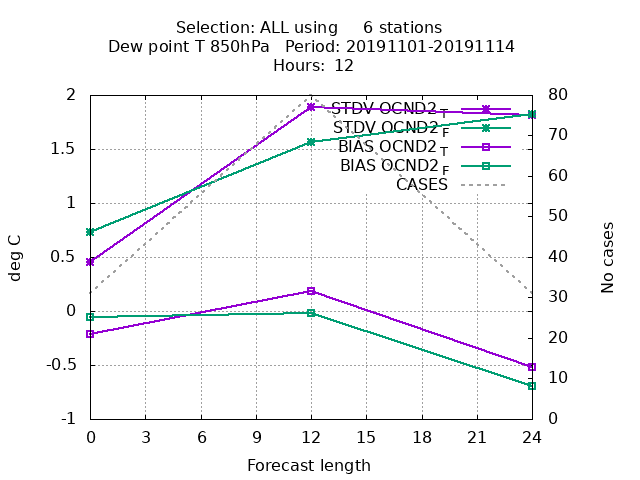 Selection: ALL using     6 stations
Dew point T 850hPa   Period: 20191101-20191114
Hours: 12
2
1.5
1
0.5
0
-0.5
-1
deg C
80
70
60
50
40
30
20
10
0
No cases
STDV OCND2_T
STDV OCND2_F
BIAS OCND2_T
BIAS OCND2_F
CASES
0 3 6 9 12 15 18 21 24
Forecast length